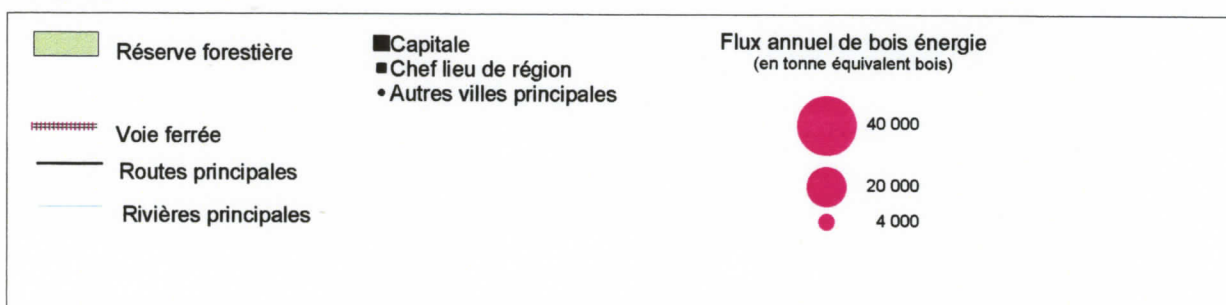 Réserve forestière
Voie ferrée
Routes principales
Rivières principales
Capitale
Chef lieu de région
Autres villes principales
Flux annuel de bois énergie
(en tonne équivalent bois)
40 000
20 000
4 000